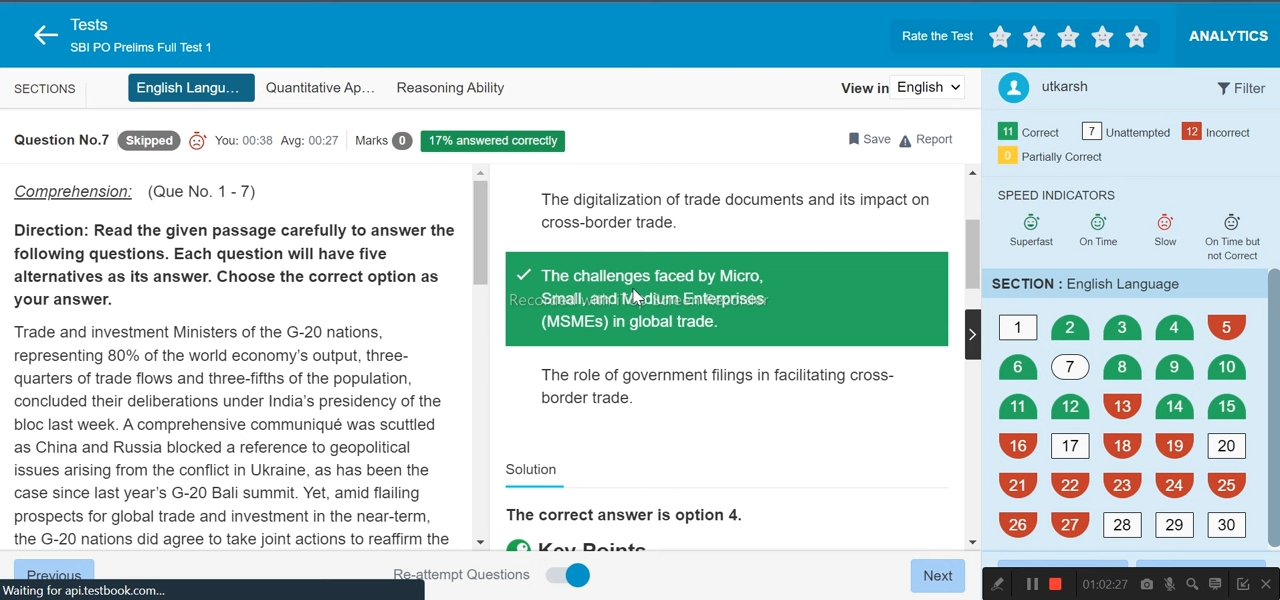 Tests
SBI PO Prelims Full Test 1
Rate the Test
ANALYTICS
SECTIONS
English Langu...
Quantitative Ap...
Reasoning Ability
View in English
utkarsh
Filter
Question No.7 Skipped You: 00:38 Avg: 00:27 Marks 0 17% answered correctly
Save Report
11 Correct 7 Unattempted 12 Incorrect
0 Partially Correct
Comprehension: (Que No. 1 - 7)
Direction: Read the given passage carefully to answer the
following questions. Each question will have five
alternatives as its answer. Choose the correct option as
your answer.
Trade and investment Ministers of the G-20 nations,
representing 80% of the world economy's output, three-
quarters of trade flows and three-fifths of the population,
concluded their deliberations under India's presidency of the
bloc last week. A comprehensive communiqué was scuttled
as China and Russia blocked a reference to geopolitical
issues arising from the conflict in Ukraine, as has been the
case since last year's G-20 Bali summit. Yet, amid flailing
prospects for global trade and investment in the near-term,
the G-20 nations did agree to take joint actions to reaffirm the
The digitalization of trade documents and its impact on
cross-border trade.
The challenges faced by Micro,
Small, and Medium Enterprises
(MSMEs) in global trade.
The role of government filings in facilitating cross-
border trade.
Solution
The correct answer is option 4.
Key Points
SPEED INDICATORS
Superfast
On Time
Slow
On Time but
not Correct
SECTION : English Language
1 2 3 4 5
6 7 8 9 10
11 12 13 14 15
16 17 18 19 20
21 22 23 24 25
26 27 28 29 30
Previous
Re-attempt Questions
Next
Waiting for api.testbook.com...
01:02:27